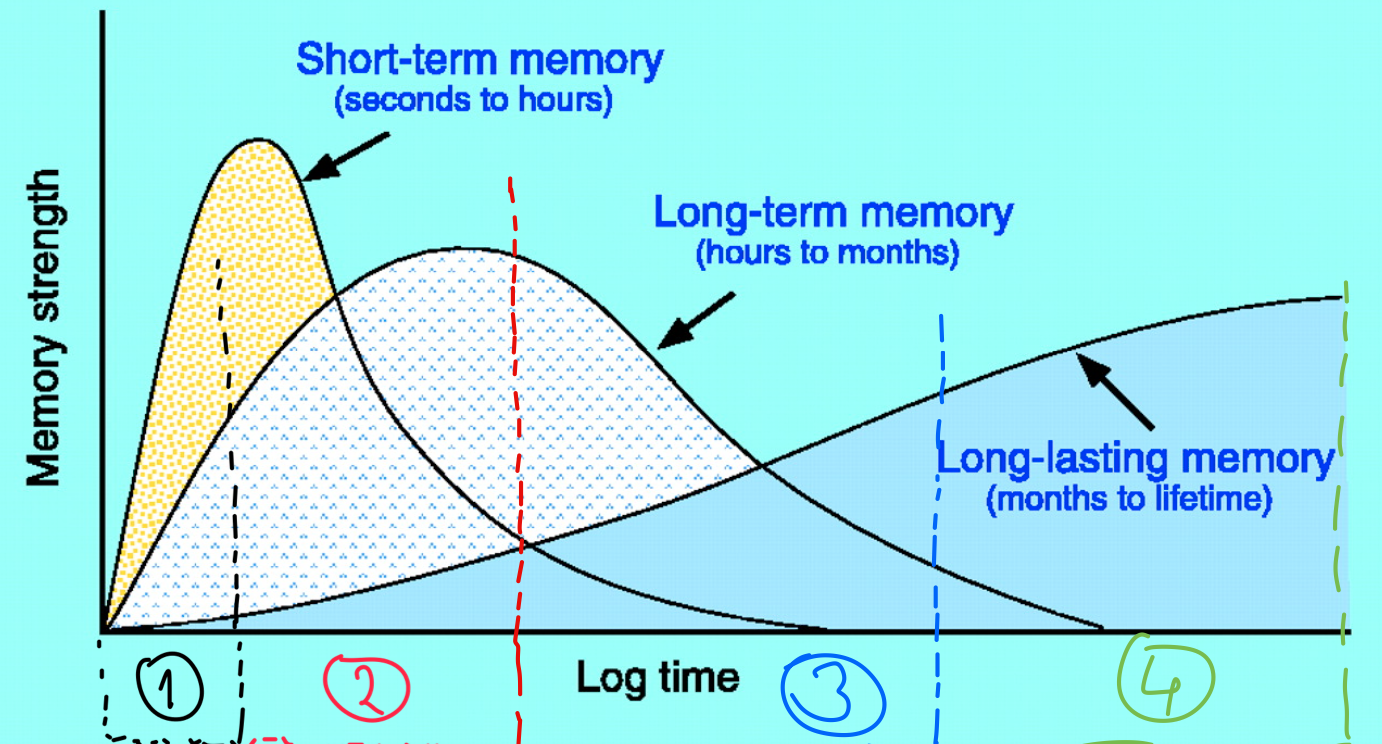 Short-term memory
(seconds to hours)
Long-term memory
(hours to months)
Memory strength
Long-lasting memory
(months to lifetime)
1
2
Log time
3
4